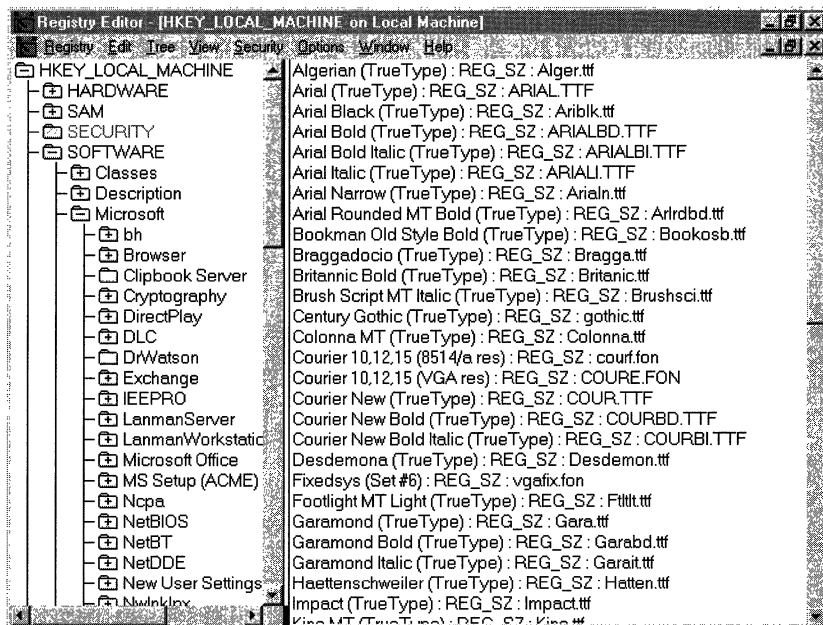 Registry Editor - [HKEY_LOCAL_MACHINE on Local Machine]
Registry Edit Tree View Security Options Window Help
HKEY_LOCAL_MACHINE
HARDWARE
SAM
SECURITY
SOFTWARE
Classes
Description
Microsoft
bh
Browser
Clipbook Server
Cryptography
DirectPlay
DLC
DrWatson
Exchange
IEEPRO
LanmanServer
LanmanWorkstatic
Microsoft Office
MS Setup (ACME)
Ncpa
NetBIOS
NetBT
NetDDE
New User Settings
NwlnkIpx
Algerian (TrueType) : REG_SZ : Alger.ttf
Arial (TrueType) : REG_SZ : ARIAL.TTF
Arial Black (TrueType) : REG_SZ : Ariblk.ttf
Arial Bold (TrueType) : REG_SZ : ARIALBD.TTF
Arial Bold Italic (TrueType) : REG_SZ : ARIALBI.TTF
Arial Italic (TrueType) : REG_SZ : ARIALI.TTF
Arial Narrow (TrueType) : REG_SZ : Arialn.ttf
Arial Rounded MT Bold (TrueType) : REG_SZ : Arlrdbd.ttf
Bookman Old Style Bold (TrueType) : REG_SZ : Bookosb.ttf
Braggadocio (TrueType) : REG_SZ : Bragga.ttf
Britannic Bold (TrueType) : REG_SZ : Britanic.ttf
Brush Script MT Italic (TrueType) : REG_SZ : Brushsci.ttf
Century Gothic (TrueType) : REG_SZ : gothic.ttf
Colonna MT (TrueType) : REG_SZ : Colonna.ttf
Courier 10,12,15 (8514/a res) : REG_SZ : courf.fon
Courier 10,12,15 (VGA res) : REG_SZ : COURE.FON
Courier New (TrueType) : REG_SZ : COUR.TTF
Courier New Bold (TrueType) : REG_SZ : COURBD.TTF
Courier New Bold Italic (TrueType) : REG_SZ : COURBI.TTF
Desdemona (TrueType) : REG_SZ : Desdemon.ttf
Fixedsys (Set #6) : REG_SZ : vgafix.fon
Footlight MT Light (TrueType) : REG_SZ : Ftltlt.ttf
Garamond (TrueType) : REG_SZ : Gara.ttf
Garamond Bold (TrueType) : REG_SZ : Garabd.ttf
Garamond Italic (TrueType) : REG_SZ : Garait.ttf
Haettenschweiler (TrueType) : REG_SZ : Hatten.ttf
Impact (TrueType) : REG_SZ : Impact.ttf
Kino MT (TrueType) : REG_SZ : Kino.ttf